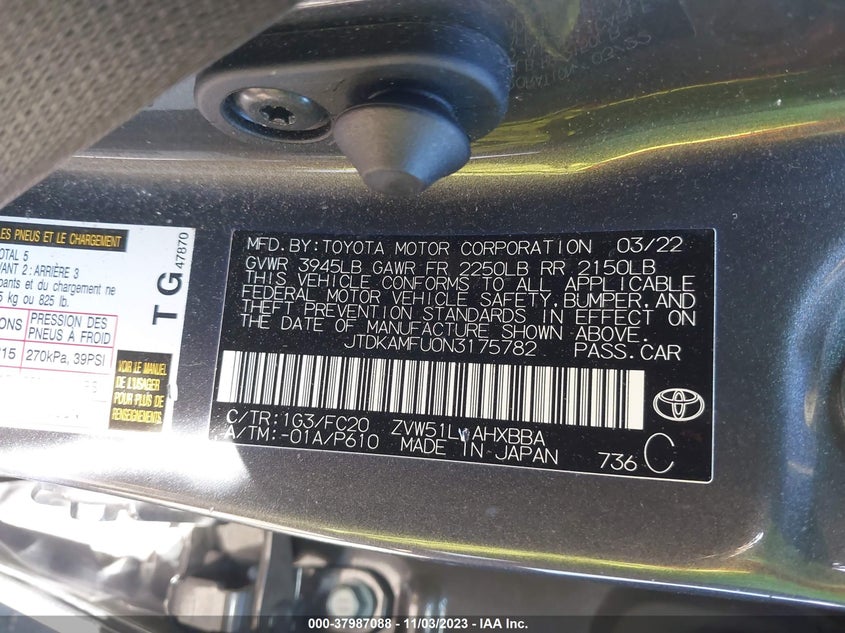 LES PNEUS ET LE CHARGEMENT
TOTAL 5
VANT 2 : ARRIÈRE 3
pants et du chargement ne
5 kg ou 825 lb.
ONS PRESSION DES
PNEUS À FROID
15 270kPa, 39PSI
VOIR LE MANUEL
DE L'USAGER
POUR PLUS DE
RENSEIGNEMENTS.
TG 47870
MFD. BY: TOYOTA MOTOR CORPORATION 03/22
GVWR 3945LB GAWR FR 2250LB RR 2150LB
THIS VEHICLE CONFORMS TO ALL APPLICABLE
FEDERAL MOTOR VEHICLE SAFETY, BUMPER, AND
THEFT PREVENTION STANDARDS IN EFFECT ON
THE DATE OF MANUFACTURE SHOWN ABOVE.
JTDKAMFU0N3175782 PASS. CAR
C/TR: 1G3/FC20 ZVW51L- AHXBBA
A/TM: -01A/P610 MADE IN JAPAN
736 C
000-37987088 - 11/03/2023 - IAA Inc.